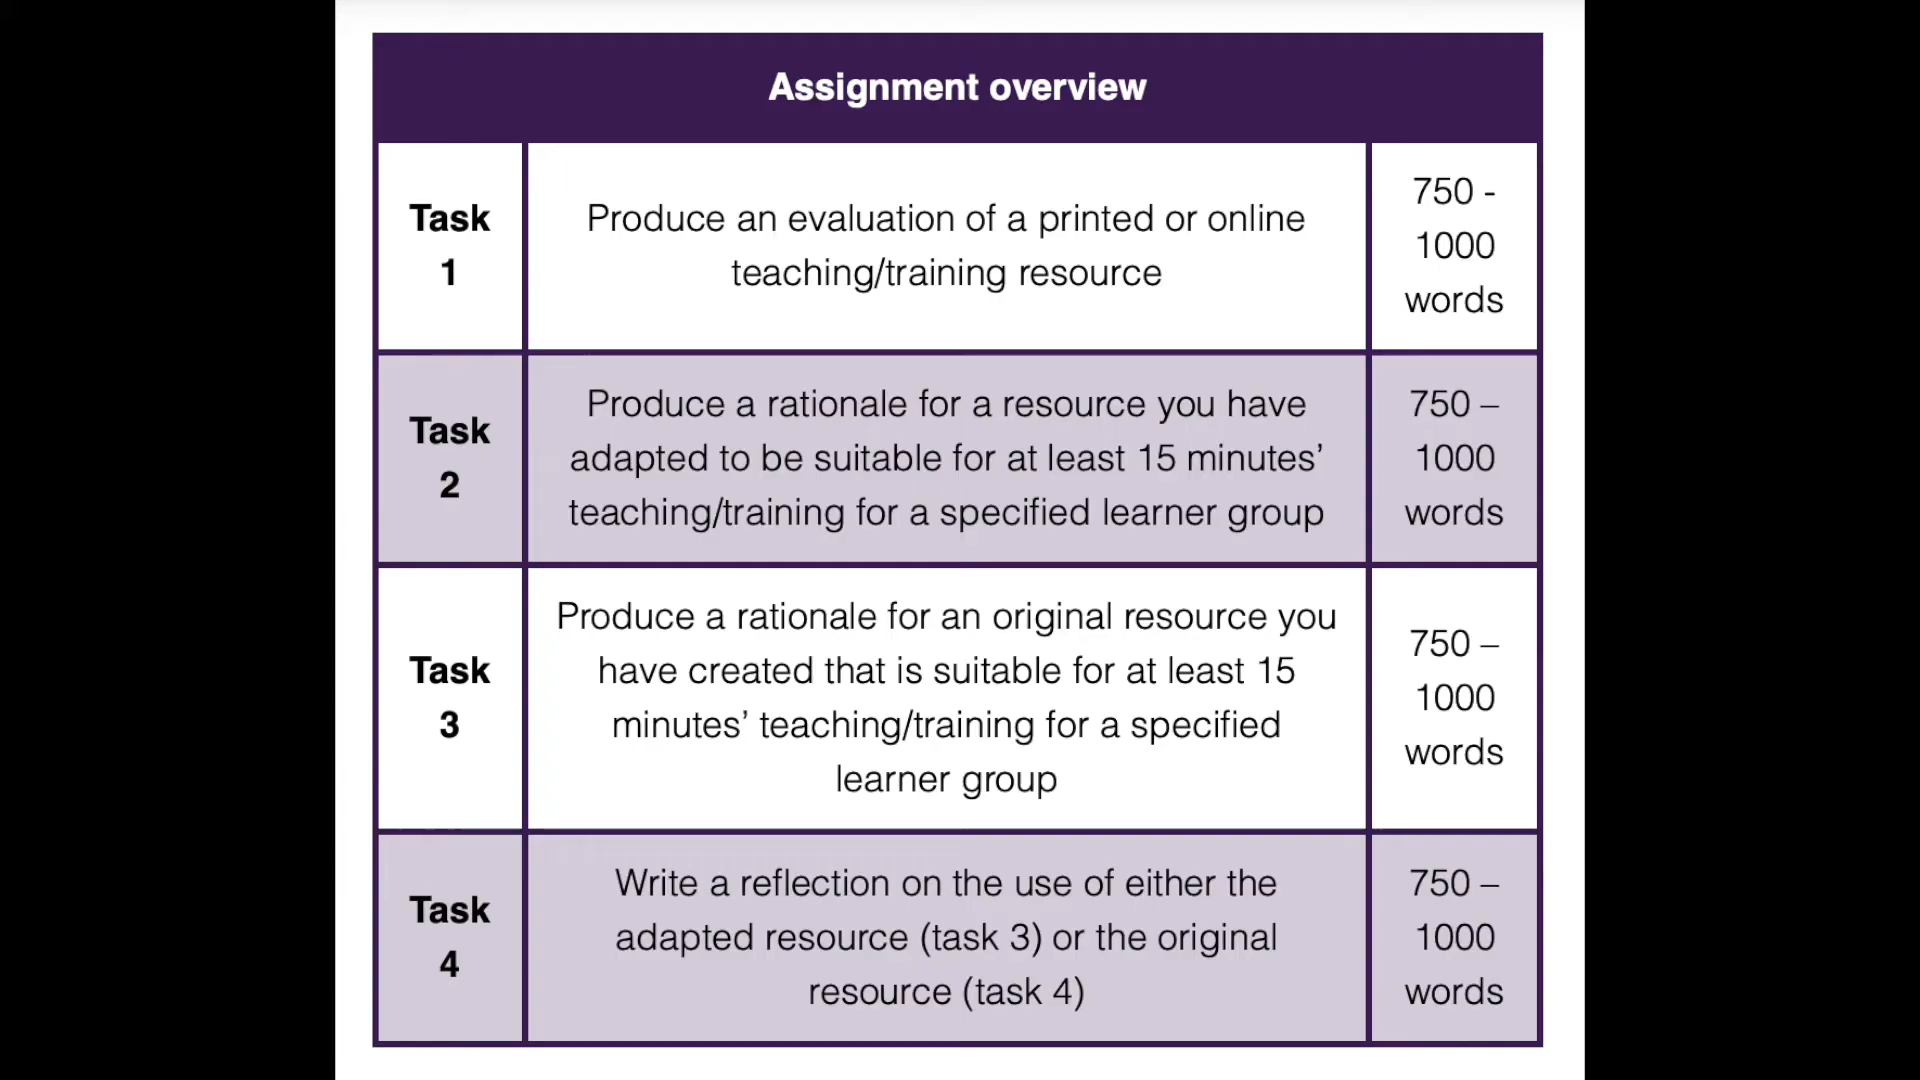 Assignment overview
Task
1
Produce an evaluation of a printed or online
teaching/training resource
750 -
1000
words
Task
2
Produce a rationale for a resource you have
adapted to be suitable for at least 15 minutes’
teaching/training for a specified learner group
750 –
1000
words
Task
3
Produce a rationale for an original resource you
have created that is suitable for at least 15
minutes’ teaching/training for a specified
learner group
750 –
1000
words
Task
4
Write a reflection on the use of either the
adapted resource (task 3) or the original
resource (task 4)
750 –
1000
words